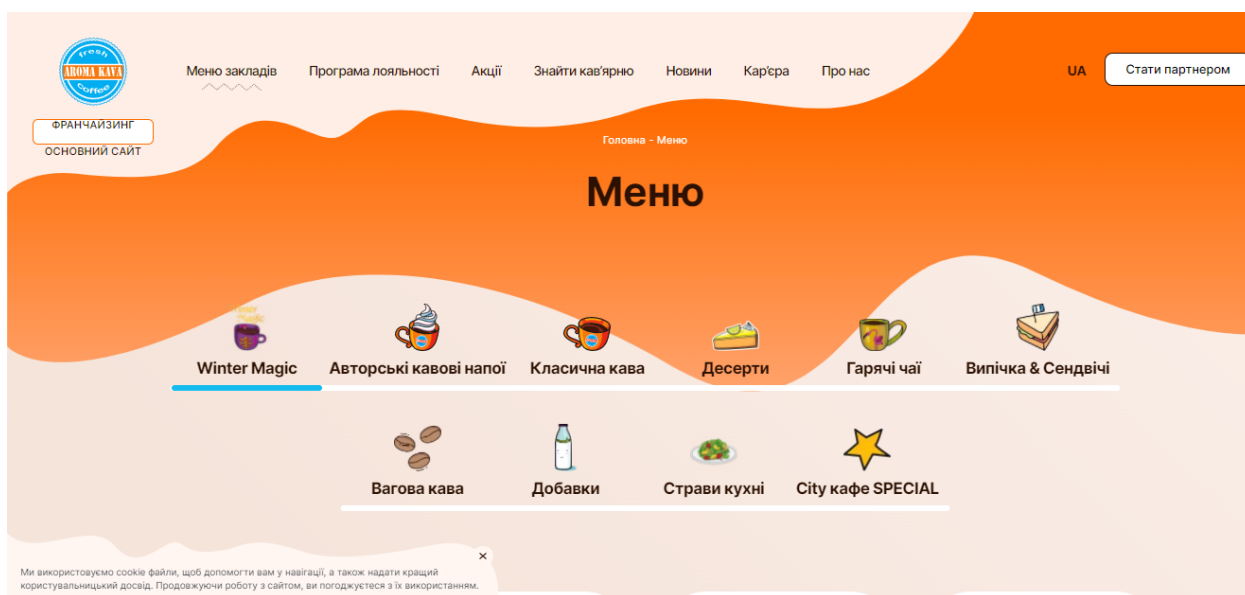 fresh
AROMA KAVA
coffee
Меню закладів Програма лояльності Акції Знайти кав'ярню Новини Кар'єра Про нас UA Стати партнером
ФРАНЧАЙЗИНГ
ОСНОВНИЙ САЙТ
Головна - Меню
Меню
Winter Magic Авторські кавові напої Класична кава Десерти Гарячі чаї Випічка & Сендвічі
Вагова кава Добавки Страви кухні City кафе SPECIAL
Ми використовуємо cookie файли, щоб допомогти вам у навігації, а також надати кращий
користувальницький досвід. Продовжуючи роботу з сайтом, ви погоджуєтеся з їх використанням.